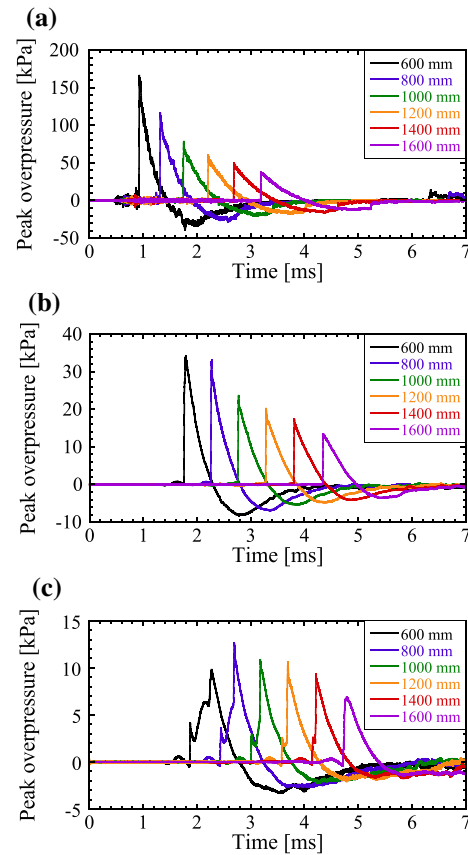 (a)
Peak overpressure [kPa]
200
150
100
50
0
-50
600 mm
800 mm
1000 mm
1200 mm
1400 mm
1600 mm
0 1 2 3 4 5 6 7
Time [ms]
(b)
Peak overpressure [kPa]
40
30
20
10
0
-10
600 mm
800 mm
1000 mm
1200 mm
1400 mm
1600 mm
0 1 2 3 4 5 6 7
Time [ms]
(c)
Peak overpressure [kPa]
15
10
5
0
-5
600 mm
800 mm
1000 mm
1200 mm
1400 mm
1600 mm
0 1 2 3 4 5 6 7
Time [ms]